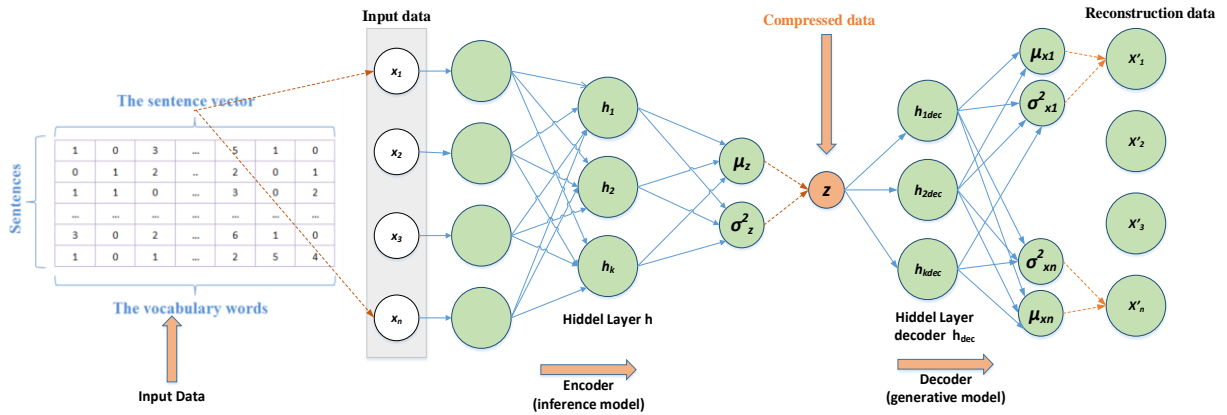 Input data
Compressed data
Reconstruction data
The sentence vector
Sentences
1 0 3 ... 5 1 0
0 1 2 .. 2 0 1
1 1 0 ... 3 0 2
... ... ... ... ... ... ...
3 0 2 ... 6 1 0
1 0 1 ... 2 5 4
The vocabulary words
Input Data
x1
x2
x3
xn
h1
h2
hk
Hiddel Layer h
μz
σ²z
z
h1dec
h2dec
hkdec
Hiddel Layer
decoder hdec
μx1
σ²x1
σ²xn
μxn
X'1
X'2
X'3
X'n
Encoder
(inference model)
Decoder
(generative model)